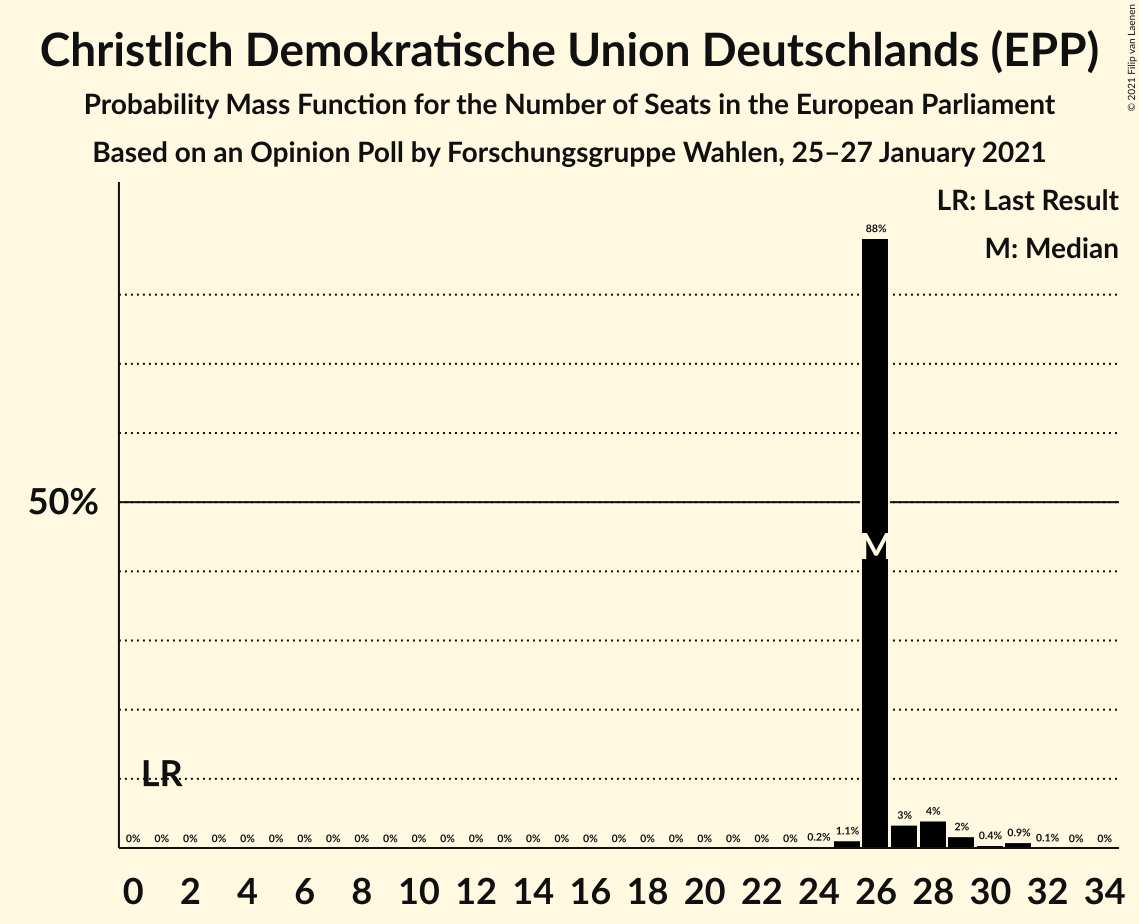 Christlich Demokratische Union Deutschlands (EPP)
Probability Mass Function for the Number of Seats in the European Parliament
Based on an Opinion Poll by Forschungsgruppe Wahlen, 25–27 January 2021
© 2021 Filip van Laenen
LR: Last Result
M: Median
88%
50%
M
LR
0% 0% 0% 0% 0% 0% 0% 0% 0% 0% 0% 0% 0% 0% 0% 0% 0% 0% 0% 0% 0% 0% 0% 0% 0.2% 1.1% 3% 4% 2% 0.4% 0.9% 0.1% 0% 0%
0 2 4 6 8 10 12 14 16 18 20 22 24 26 28 30 32 34